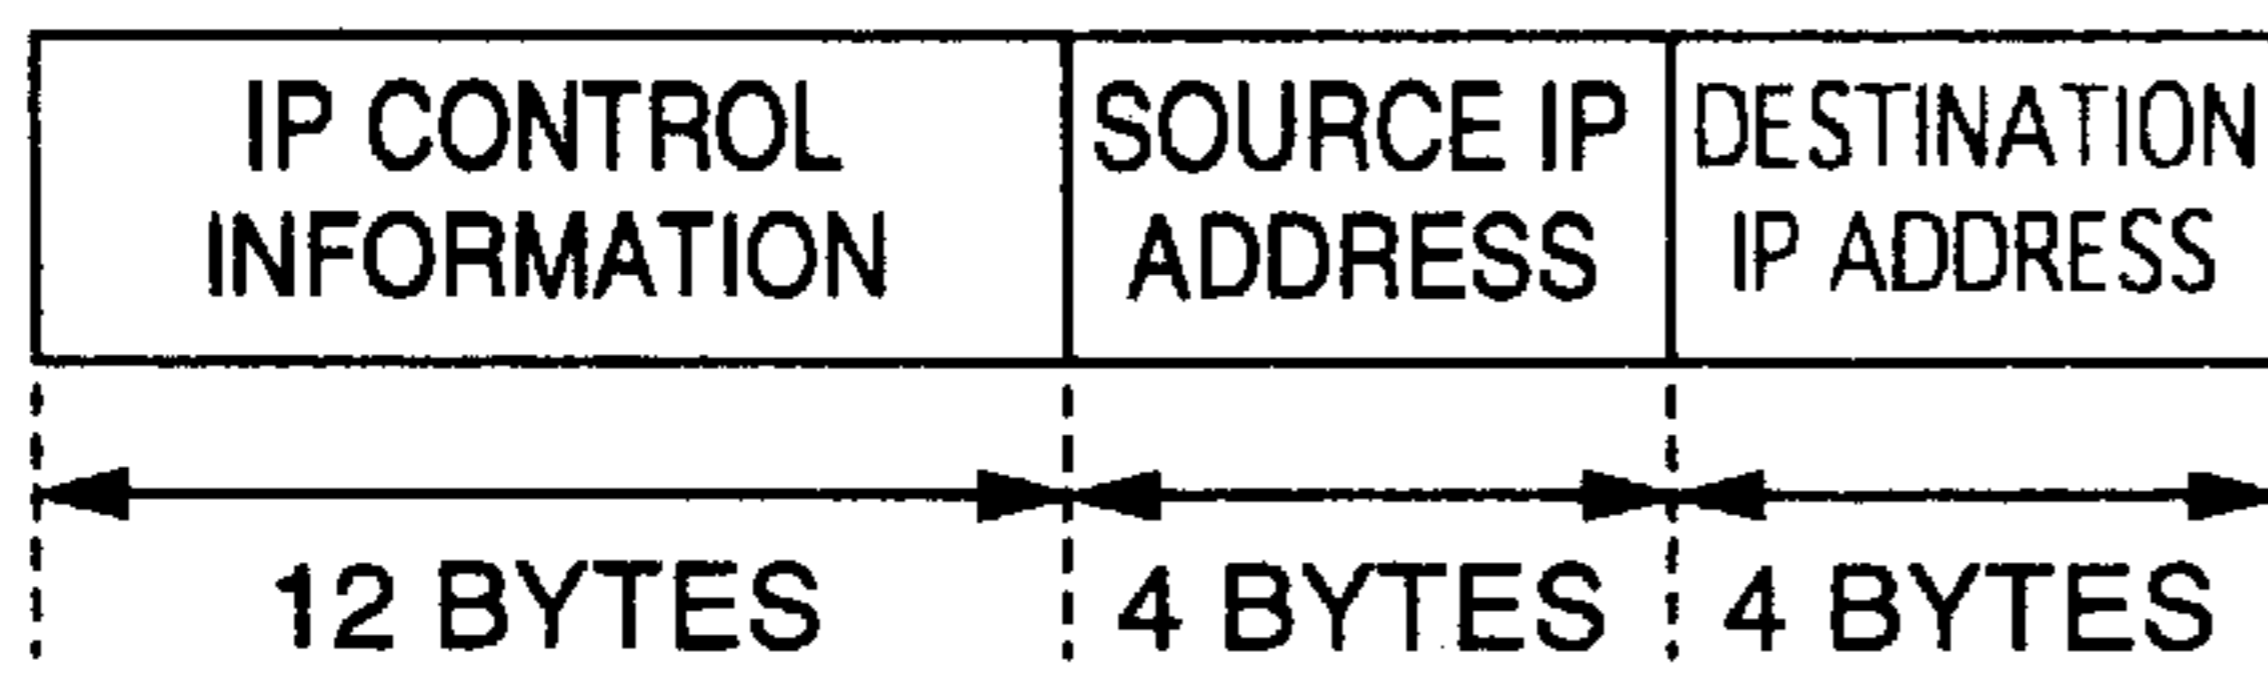 IP CONTROL
INFORMATION
SOURCE IP
ADDRESS
DESTINATION
IP ADDRESS
12 BYTES
4 BYTES
4 BYTES